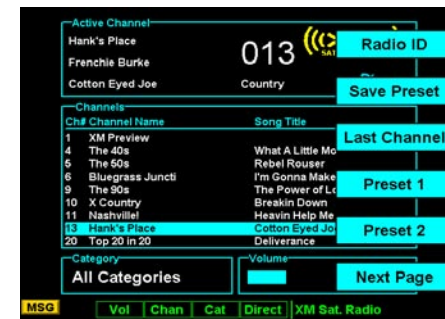 Active Channel
Hank's Place
Frenchie Burke
013
SAT
Cotton Eyed Joe
Country
Radio ID
Save Preset
Last Channel
Preset 1
Preset 2
Next Page
Channels
Ch# Channel Name Song Title
1 XM Preview
4 The 40s What A Little Mo
5 The 50s Rebel Rouser
6 Bluegrass Juncti I'm Gonna Make
9 The 90s The Power of Lo
10 X Country Breakin Down
11 Nashville! Heavin Help Me
13 Hank's Place Cotton Eyed Jo
20 Top 20 in 20 Deliverance
Category
All Categories
Volume
MSG Vol Chan Cat Direct XM Sat. Radio